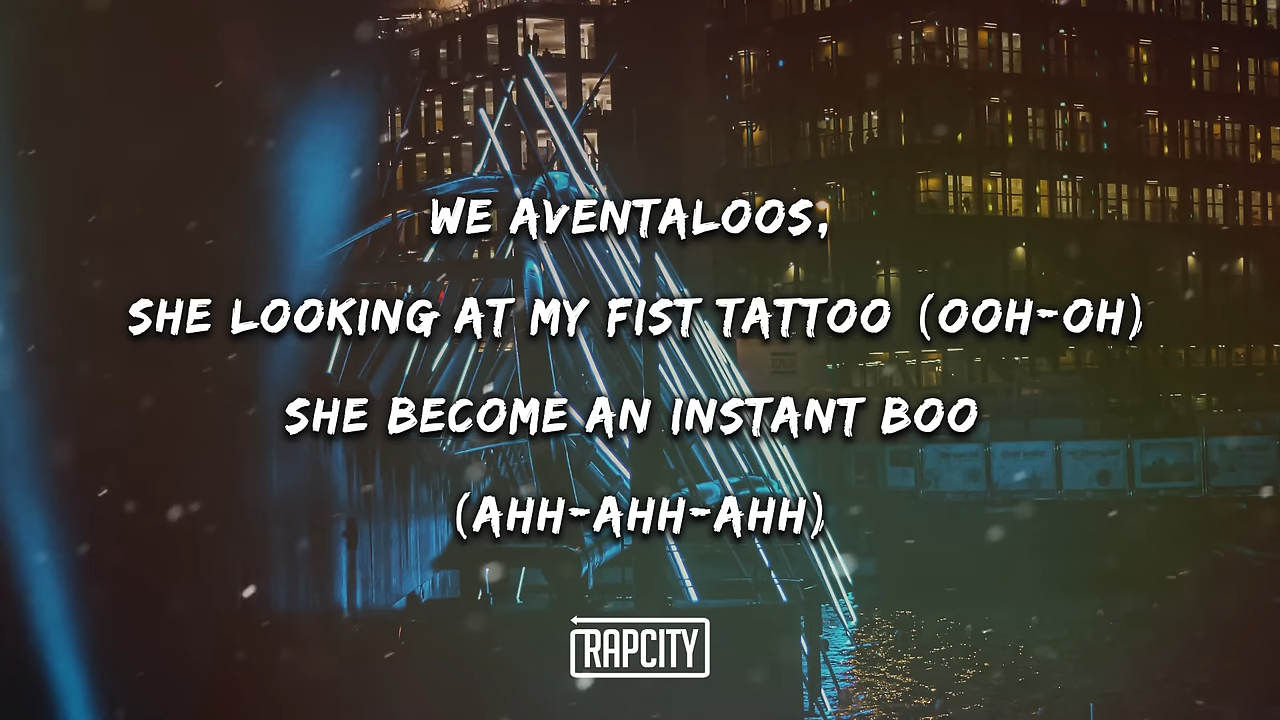 WE AVENTALOOS,
SHE LOOKING AT MY FIST TATTOO (OOH-OH)
SHE BECOME AN INSTANT BOO
(AHH-AHH-AHH)
RAPCITY